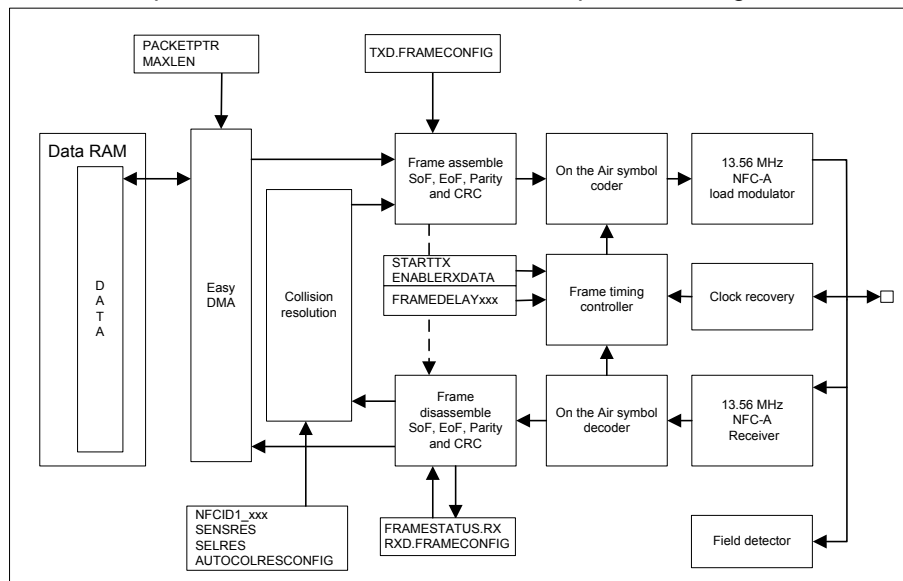 PACKETPTR
MAXLEN
TXD.FRAMECONFIG
Data RAM
D
A
T
A
Easy
DMA
Collision
resolution
Frame assemble
SoF, EoF, Parity
and CRC
On the Air symbol
coder
13.56 MHz
NFC-A
load modulator
STARTTX
ENABLERXDATA
FRAMEDELAYxxx
Frame timing
controller
Clock recovery
Frame
disassemble
SoF, EoF, Parity
and CRC
On the Air symbol
decoder
13.56 MHz
NFC-A
Receiver
NFCID1_xxx
SENSRES
SELRES
AUTOCOLRESCONFIG
FRAMESTATUS.RX
RXD.FRAMECONFIG
Field detector